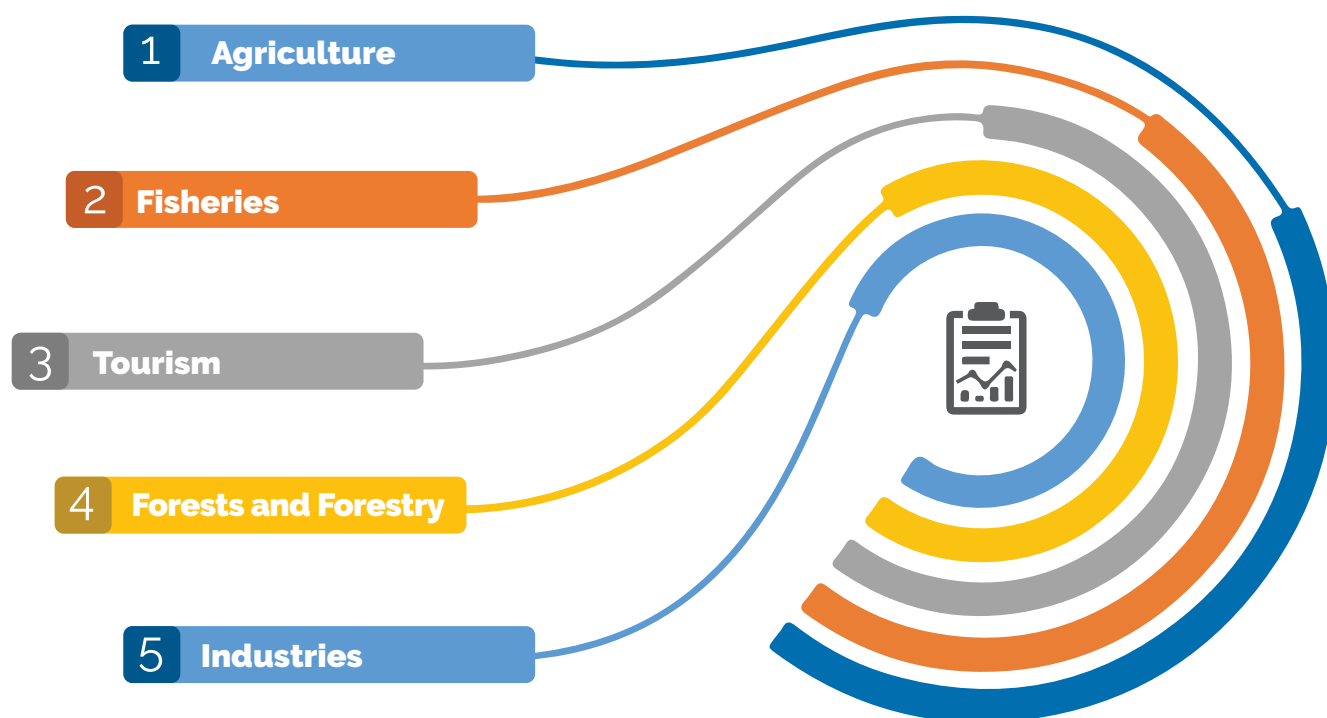 1 Agriculture
2 Fisheries
3 Tourism
4 Forests and Forestry
5 Industries